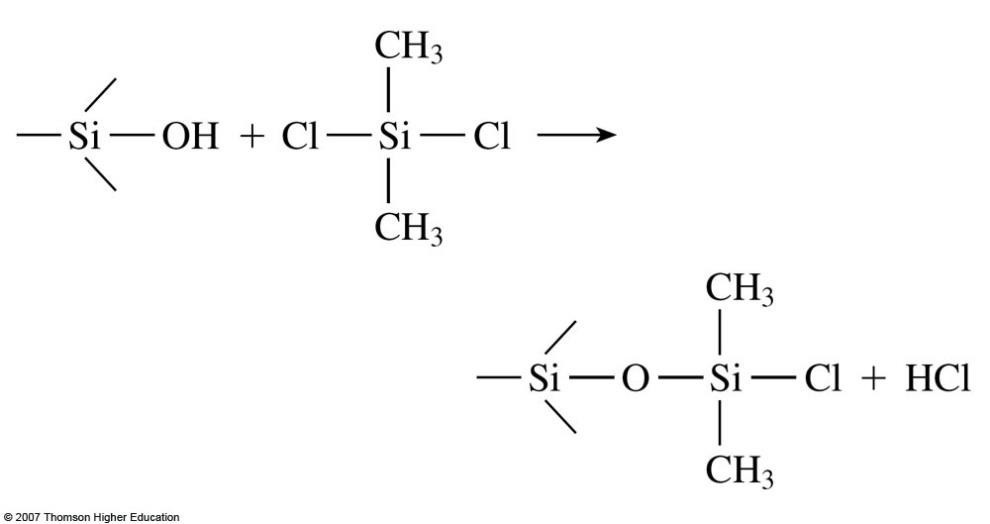 CH₃
—Si—OH + Cl—Si—Cl ⟶
CH₃
CH₃
—Si—O—Si—Cl + HCl
CH₃
© 2007 Thomson Higher Education